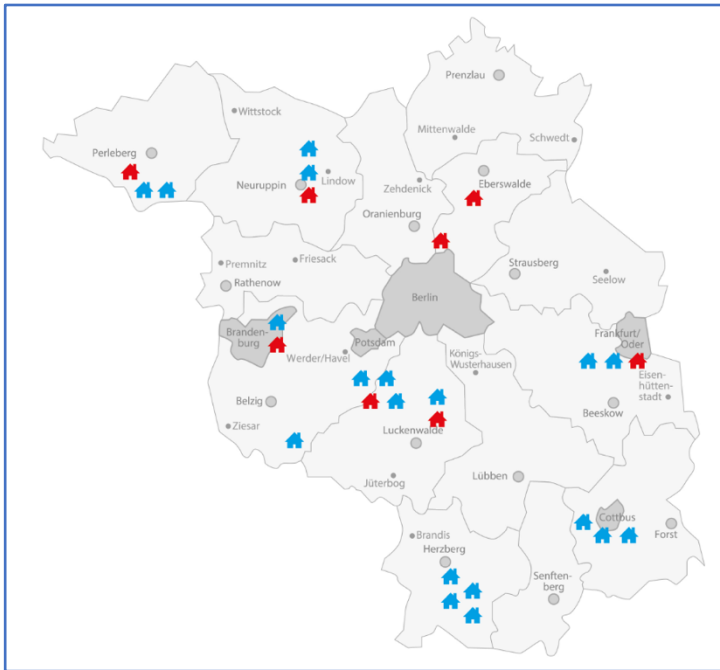 Prenzlau
Wittstock
Mittenwalde
Schwedt
Perleberg
Lindow
Neuruppin
Zehdenick
Eberswalde
Oranienburg
Premnitz
Friesack
Strausberg
Seelow
Rathenow
Berlin
Branden-
burg
Potsdam
Frankfurt/
Oder
Werder/Havel
Königs-
Wusterhausen
Eisen-
hütten-
stadt
Belzig
Beeskow
Ziesar
Luckenwalde
Jüterbog
Lübben
Cottbus
Forst
Brandis
Herzberg
Senften-
berg